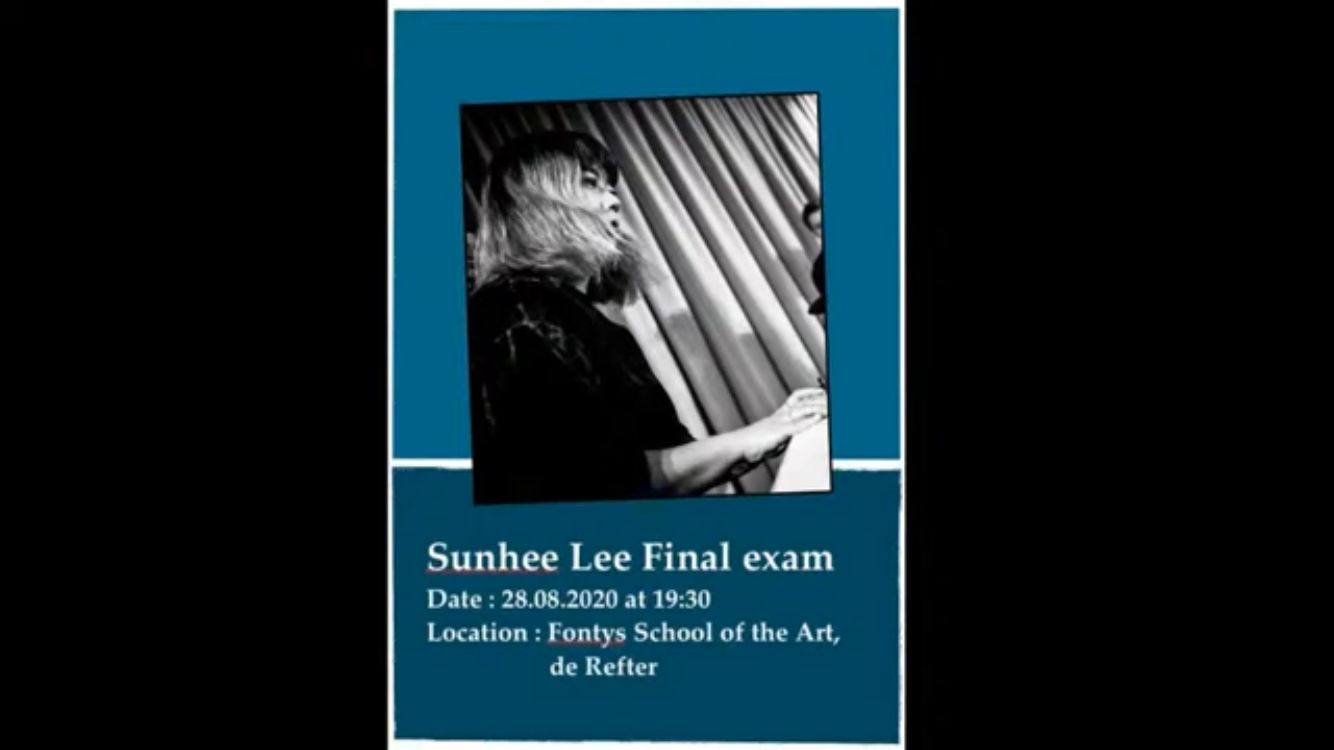 Sunhee Lee Final exam
Date : 28.08.2020 at 19:30
Location : Fontys School of the Art,
de Refter